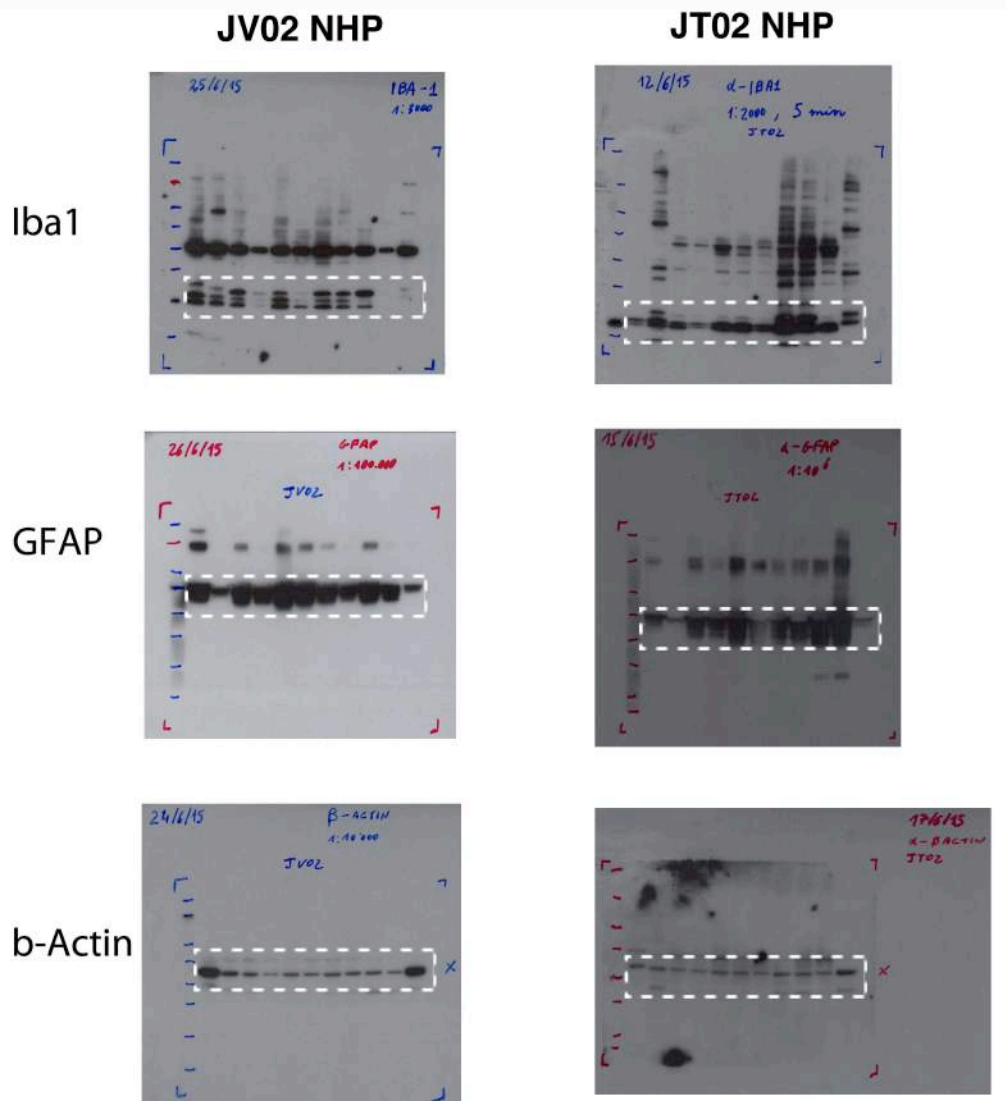 JV02 NHP
JT02 NHP
Iba1
25/6/15
IBA-1
1:3000
12/6/15
α-IBA1
1:2000, 5 min
JT02
GFAP
26/6/15
GFAP
1:100.000
JV02
15/6/15
α-GFAP
1:10⁶
JT02
b-Actin
24/6/15
β-ACTIN
1:10'000
JV02
x
17/6/15
α-βACTIN
JT02
x